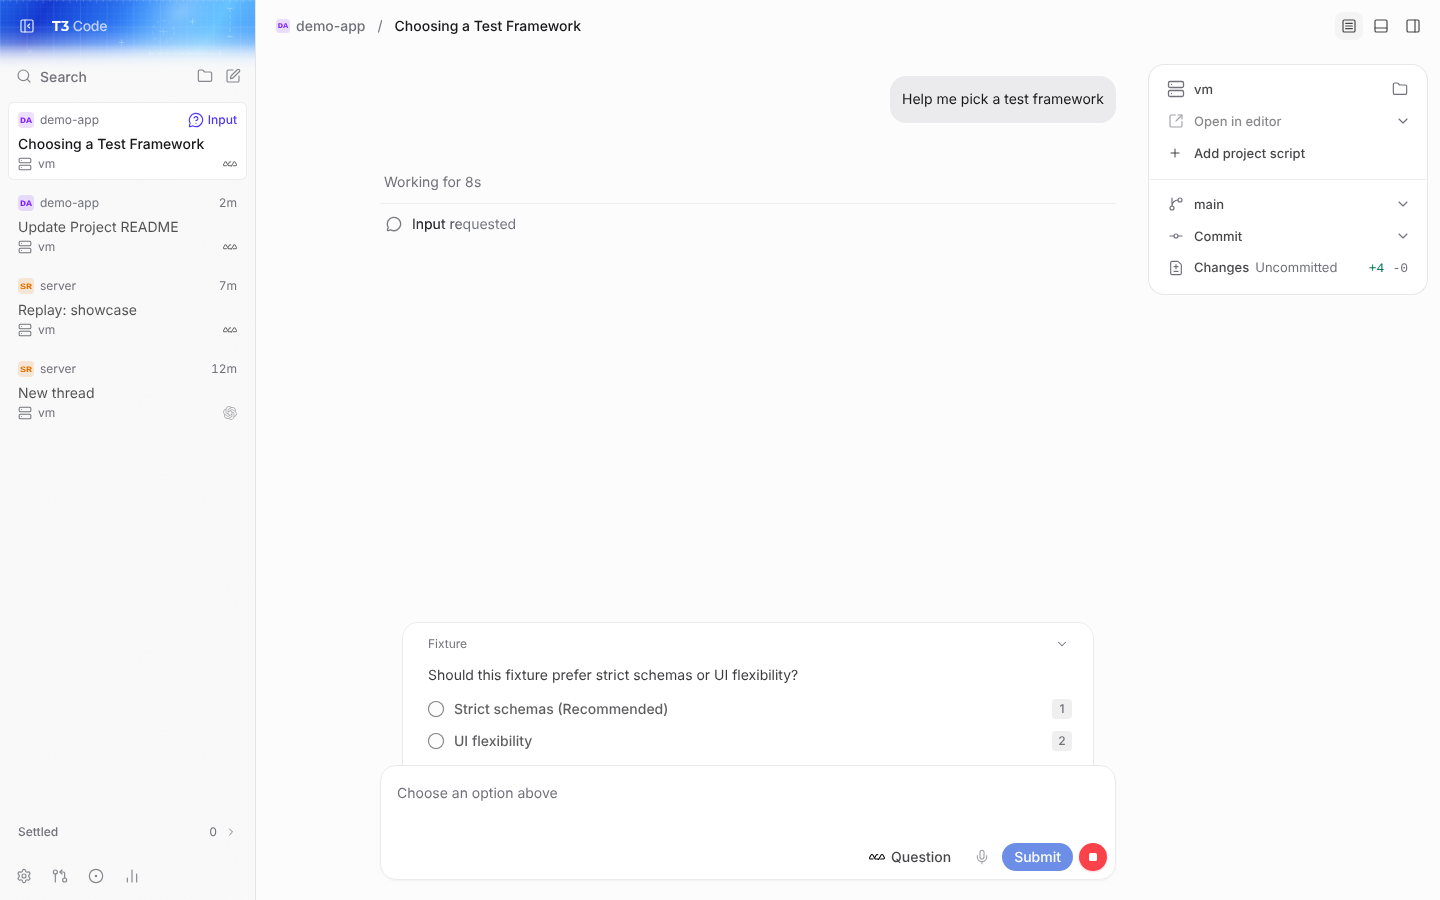 T3 Code
Search
DA demo-app Input
Choosing a Test Framework
vm
DA demo-app 2m
Update Project README
vm
SR server 7m
Replay: showcase
vm
SR server 12m
New thread
vm
Settled 0
DA demo-app / Choosing a Test Framework
Help me pick a test framework
Working for 8s
Input requested
Fixture
Should this fixture prefer strict schemas or UI flexibility?
Strict schemas (Recommended) 1
UI flexibility 2
Choose an option above
Question Submit
vm
Open in editor
Add project script
main
Commit
Changes Uncommitted +4 -0